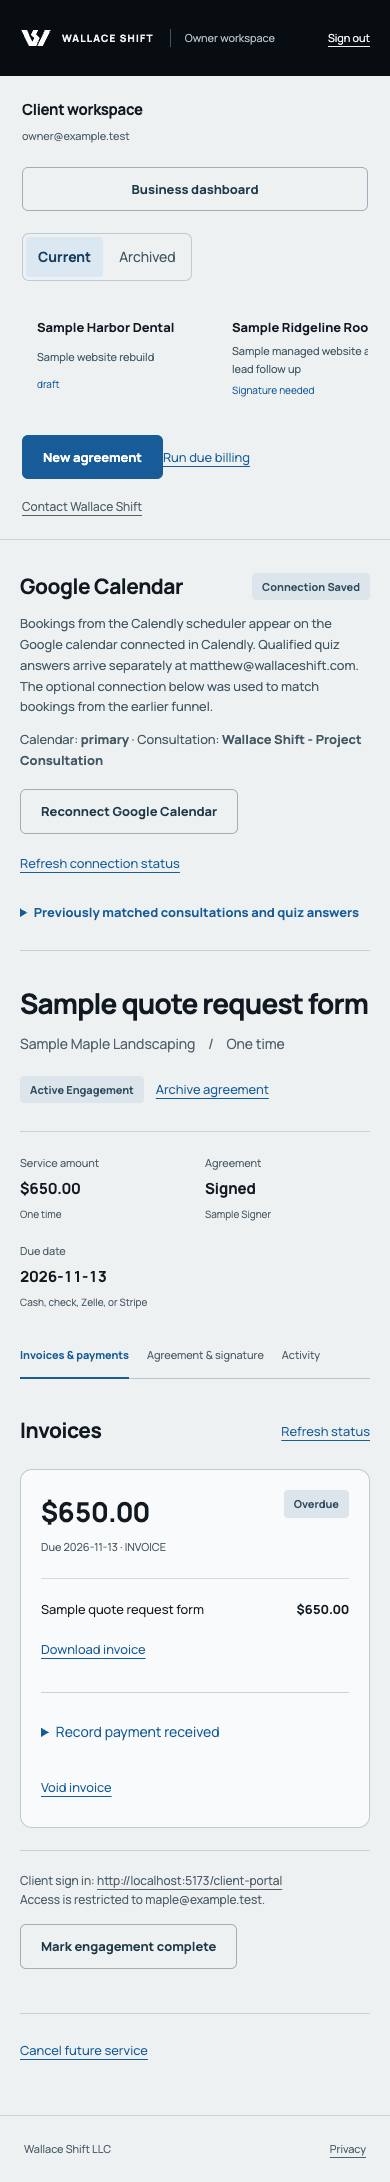 WALLACE SHIFT
Owner workspace
Sign out
Client workspace
owner@example.test
Business dashboard
Current
Archived
Sample Harbor Dental
Sample website rebuild
draft
Sample Ridgeline Roo
Sample managed website a
lead follow up
Signature needed
New agreement
Run due billing
Contact Wallace Shift
Google Calendar
Connection Saved
Bookings from the Calendly scheduler appear on the
Google calendar connected in Calendly. Qualified quiz
answers arrive separately at matthew@wallaceshift.com.
The optional connection below was used to match
bookings from the earlier funnel.
Calendar: primary · Consultation: Wallace Shift - Project
Consultation
Reconnect Google Calendar
Refresh connection status
Previously matched consultations and quiz answers
Sample quote request form
Sample Maple Landscaping / One time
Active Engagement
Archive agreement
Service amount
$650.00
One time
Agreement
Signed
Sample Signer
Due date
2026-11-13
Cash, check, Zelle, or Stripe
Invoices & payments
Agreement & signature
Activity
Invoices
Refresh status
$650.00
Overdue
Due 2026-11-13 · INVOICE
Sample quote request form $650.00
Download invoice
Record payment received
Void invoice
Client sign in: http://localhost:5173/client-portal
Access is restricted to maple@example.test.
Mark engagement complete
Cancel future service
Wallace Shift LLC
Privacy